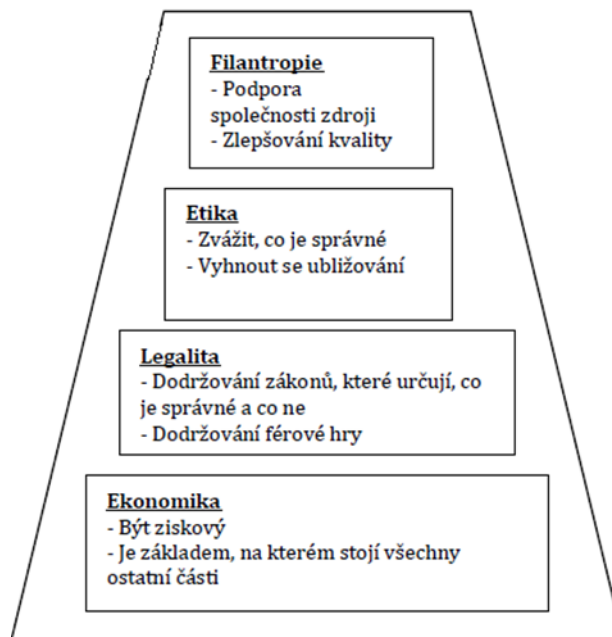 Filantropie
- Podpora
společnosti zdroji
- Zlepšování kvality
Etika
- Zvážit, co je správné
- Vyhnout se ubližování
Legalita
- Dodržování zákonů, které určují, co
je správné a co ne
- Dodržování férové hry
Ekonomika
- Být ziskový
- Je základem, na kterém stojí všechny
ostatní části